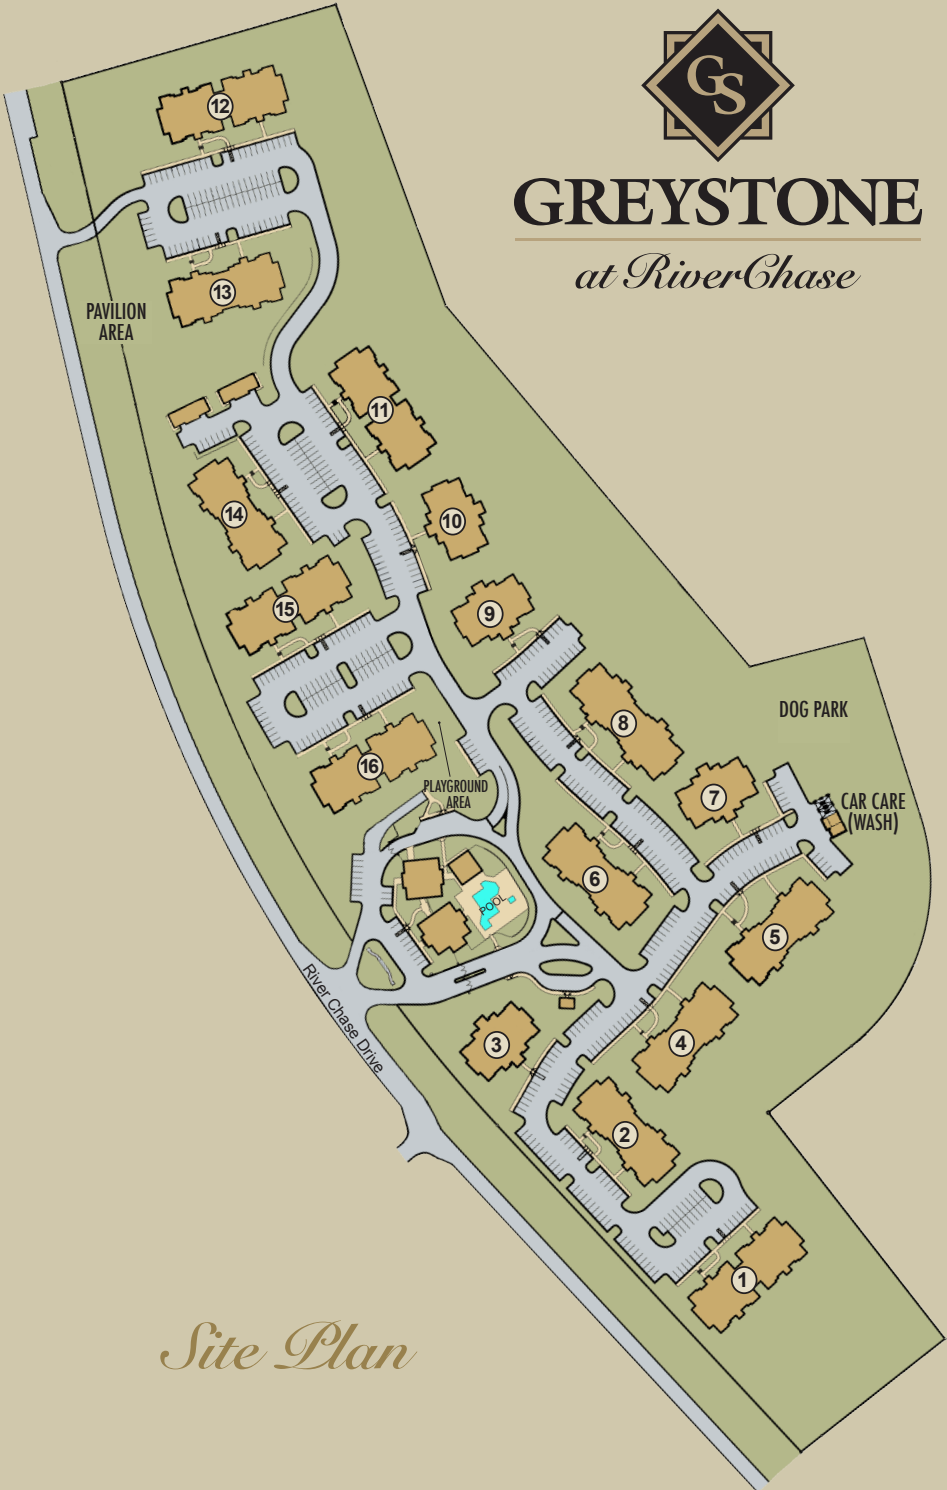 GS
GREYSTONE
at RiverChase
12
13
PAVILION
AREA
11
14
10
15
9
8
DOG PARK
16
PLAYGROUND
AREA
7
CAR CARE
(WASH)
6
POOL
5
River Chase Drive
3
4
2
1
Site Plan